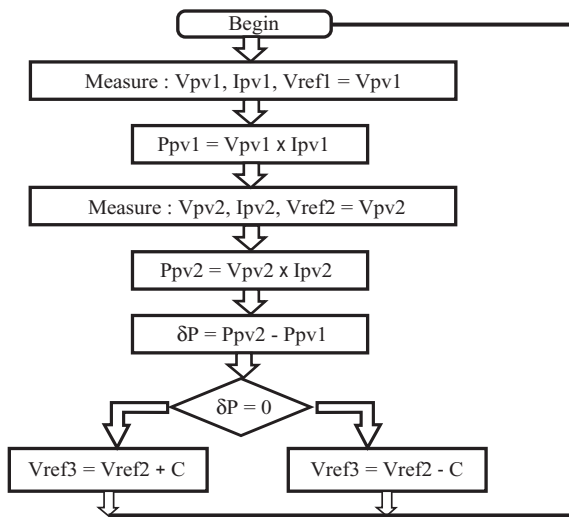 Begin
Measure : Vpv1, Ipv1, Vref1 = Vpv1
Ppv1 = Vpv1 x Ipv1
Measure : Vpv2, Ipv2, Vref2 = Vpv2
Ppv2 = Vpv2 x Ipv2
δP = Ppv2 - Ppv1
δP = 0
Vref3 = Vref2 + C
Vref3 = Vref2 - C